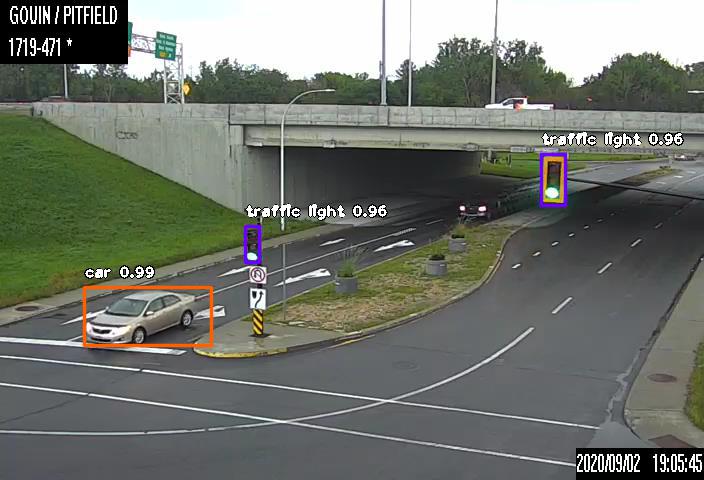 GOUIN / PITFIELD
1719-471 *
traffic light 0.96
traffic light 0.96
car 0.99
2020/09/02 19:05:45